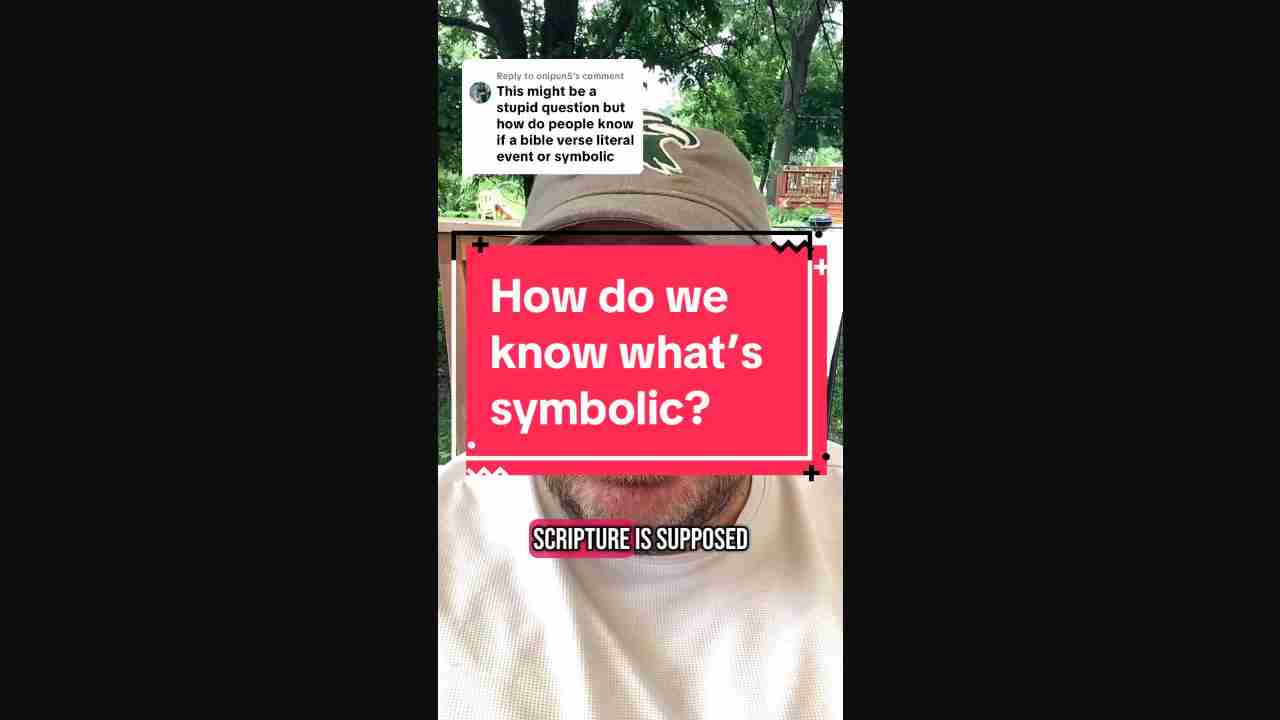 Reply to onipun5's comment
This might be a
stupid question but
how do people know
if a bible verse literal
event or symbolic
How do we
know what's
symbolic?
SCRIPTURE IS SUPPOSED